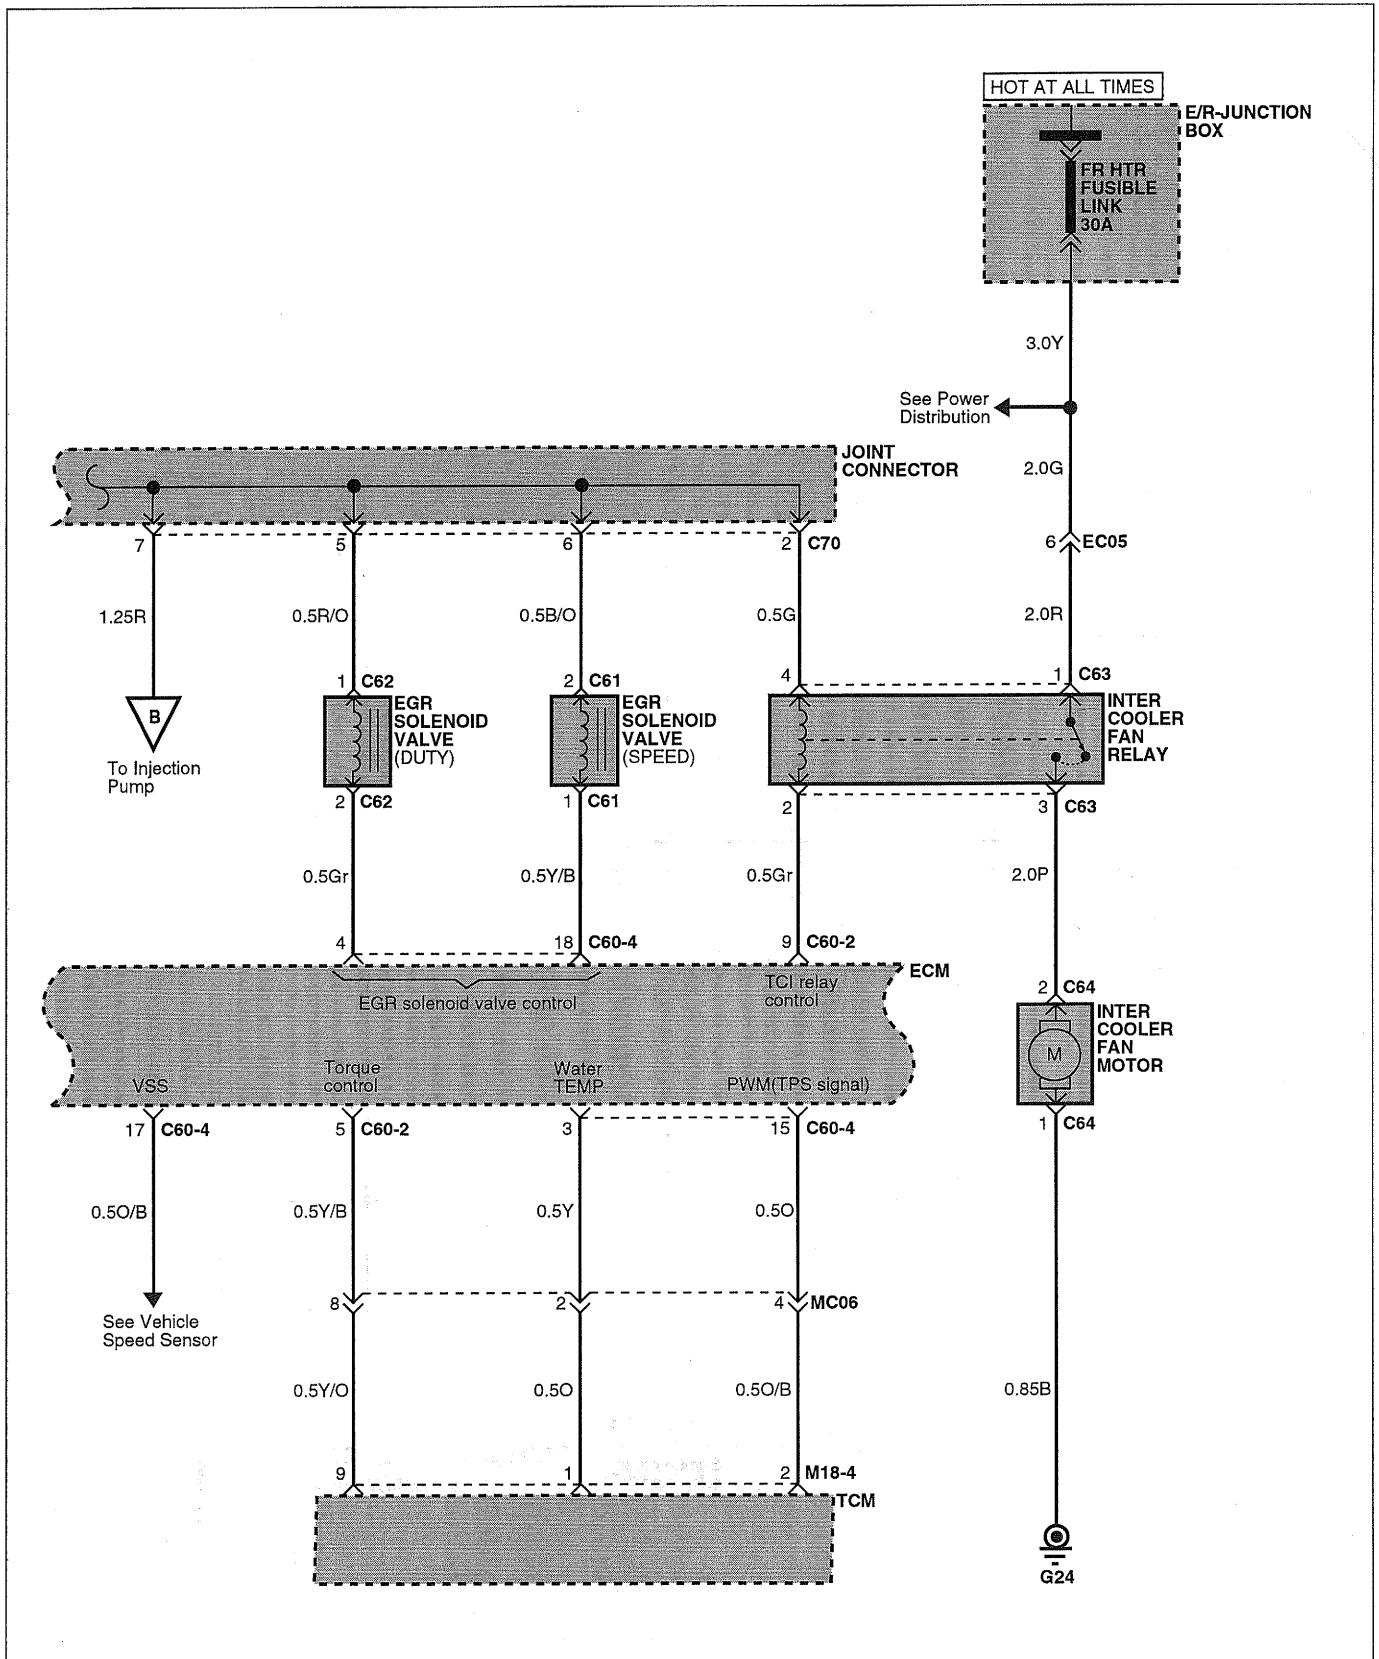 HOT AT ALL TIMES
E/R-JUNCTION
BOX
FR HTR
FUSIBLE
LINK
30A
3.0Y
See Power
Distribution
JOINT
CONNECTOR
2.0G
7
5
6
2 C70
6 EC05
1.25R
0.5R/O
0.5B/O
0.5G
2.0R
1 C62
2 C61
4
1 C63
B
EGR
SOLENOID
VALVE
(DUTY)
EGR
SOLENOID
VALVE
(SPEED)
INTER
COOLER
FAN
RELAY
To Injection
Pump
2 C62
1 C61
2
3 C63
0.5Gr
0.5Y/B
0.5Gr
2.0P
4
18 C60-4
9 C60-2
ECM
EGR solenoid valve control
TCI relay
control
2 C64
INTER
COOLER
FAN
MOTOR
M
VSS
Torque
control
Water
TEMP
PWM(TPS signal)
17 C60-4
5 C60-2
3
15 C60-4
1 C64
0.5O/B
0.5Y/B
0.5Y
0.5O
8
2
4 MC06
See Vehicle
Speed Sensor
0.5Y/O
0.5O
0.5O/B
0.85B
9
1
2 M18-4
TCM
G24